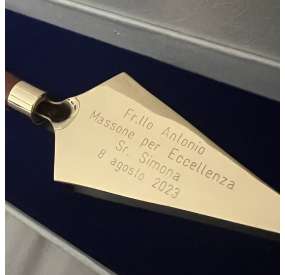 Fr.llo Antonio
Massone per Eccellenza
Sr. Simona
8 agosto 2023